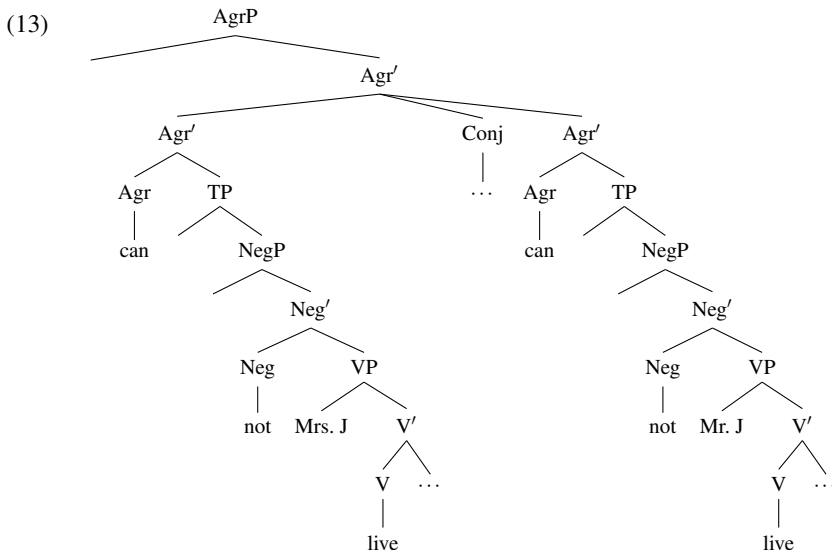 (13)
AgrP
Agr′
Agr′ Conj Agr′
Agr TP ... Agr TP
can NegP can NegP
Neg′ Neg′
Neg VP Neg VP
not Mrs. J V′ not Mr. J V′
V ... V ...
live live